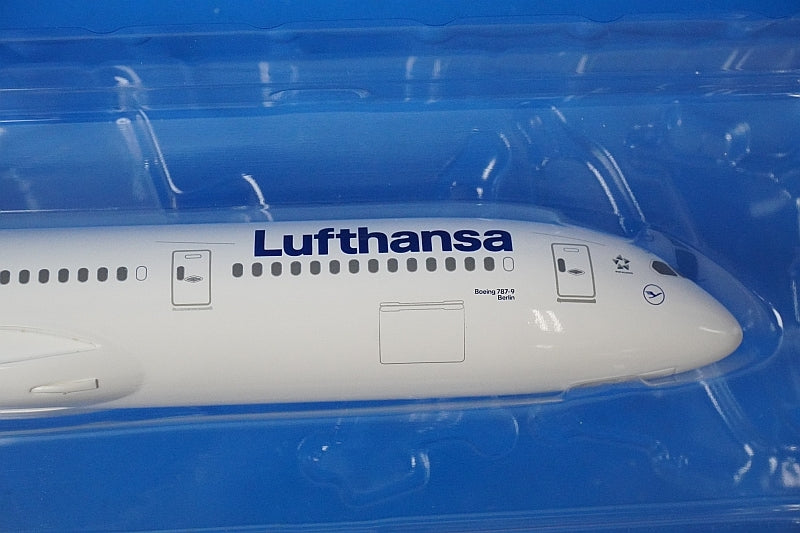 Lufthansa
Boeing 787-9
Berlin